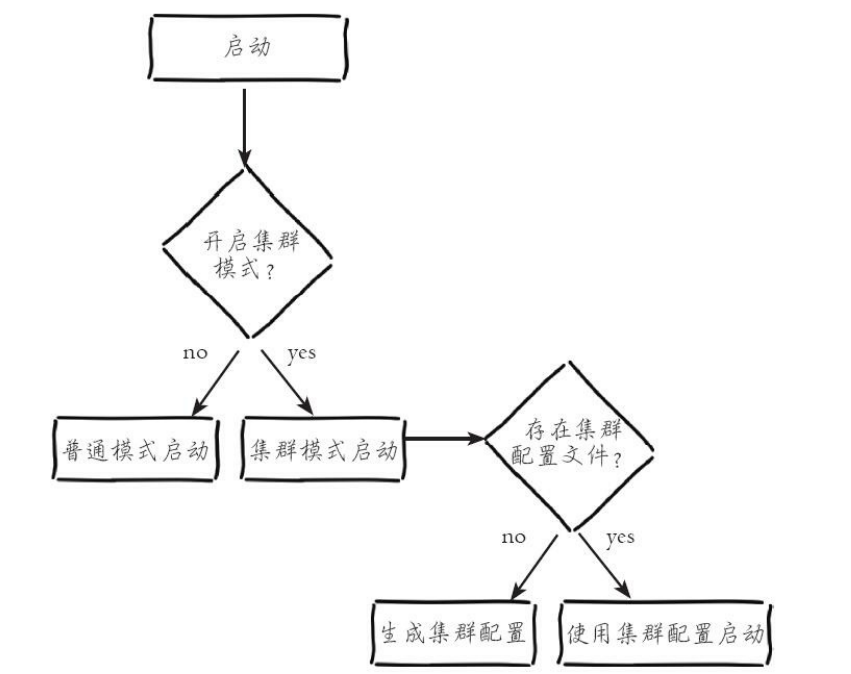 启动
开启集群
模式?
no
yes
普通模式启动
集群模式启动
存在集群
配置文件?
no
yes
生成集群配置
使用集群配置启动